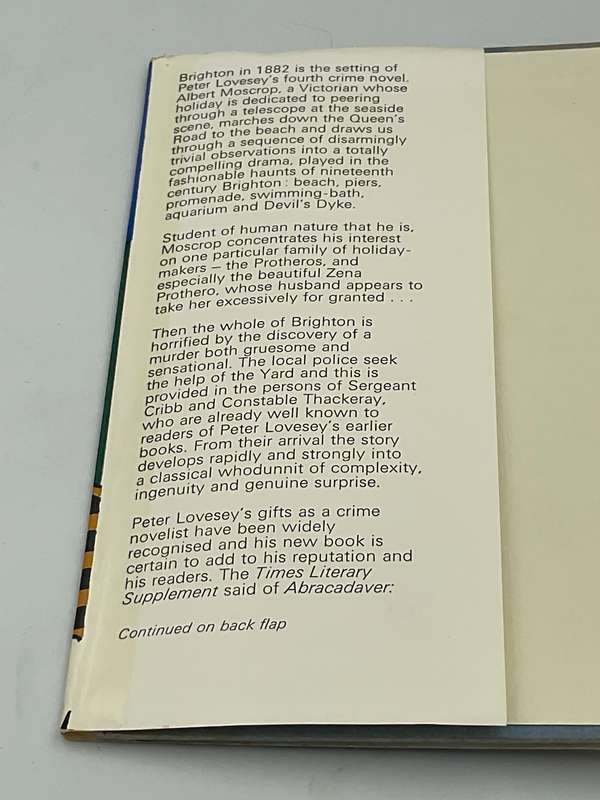 Brighton in 1882 is the setting of
Peter Lovesey's fourth crime novel.
Albert Moscrop, a Victorian whose
holiday is dedicated to peering
through a telescope at the seaside
scene, marches down the Queen's
Road to the beach and draws us
through a sequence of disarmingly
trivial observations into a totally
compelling drama, played in the
fashionable haunts of nineteenth
century Brighton: beach, piers,
promenade, swimming-bath,
aquarium and Devil's Dyke.
Student of human nature that he is,
Moscrop concentrates his interest
on one particular family of holiday-
makers – the Protheros, and
especially the beautiful Zena
Prothero, whose husband appears to
take her excessively for granted . . .
Then the whole of Brighton is
horrified by the discovery of a
murder both gruesome and
sensational. The local police seek
the help of the Yard and this is
provided in the persons of Sergeant
Cribb and Constable Thackeray,
who are already well known to
readers of Peter Lovesey's earlier
books. From their arrival the story
develops rapidly and strongly into
a classical whodunnit of complexity,
ingenuity and genuine surprise.
Peter Lovesey's gifts as a crime
novelist have been widely
recognised and his new book is
certain to add to his reputation and
his readers. The Times Literary
Supplement said of Abracadaver:
Continued on back flap